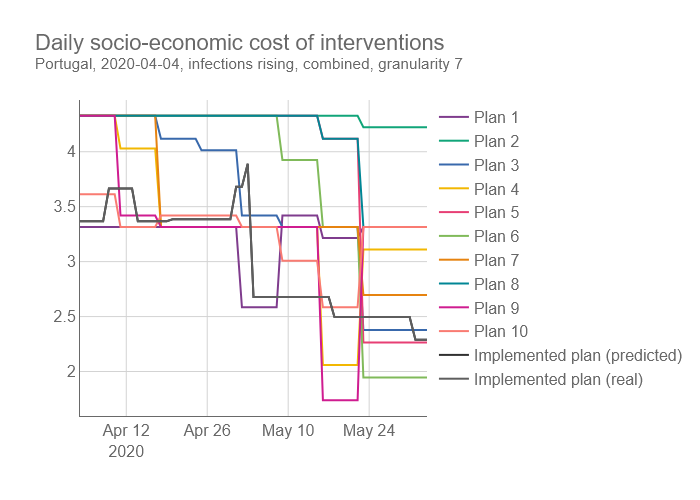 Daily socio-economic cost of interventions
Portugal, 2020-04-04, infections rising, combined, granularity 7
4
3.5
3
2.5
2
Apr 12
2020
Apr 26
May 10
May 24
Plan 1
Plan 2
Plan 3
Plan 4
Plan 5
Plan 6
Plan 7
Plan 8
Plan 9
Plan 10
Implemented plan (predicted)
Implemented plan (real)